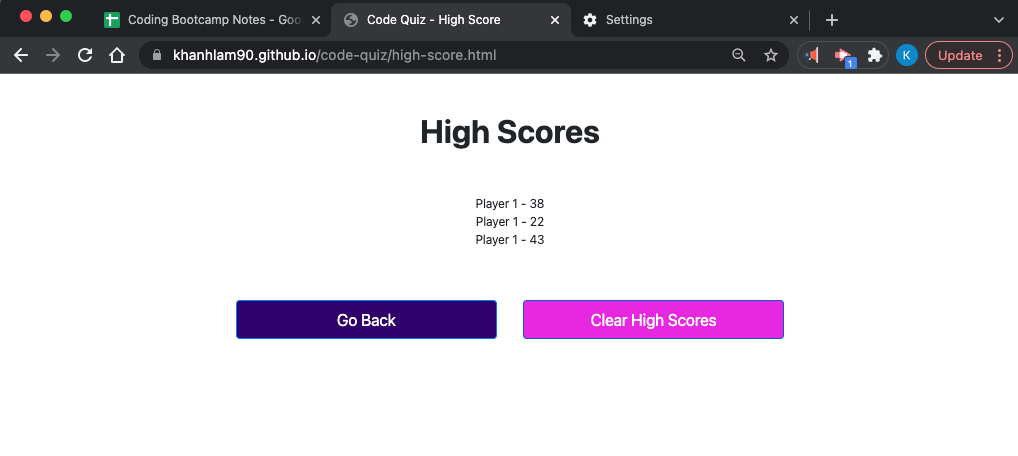 Coding Bootcamp Notes - Goo
Code Quiz - High Score
Settings
khanhlam90.github.io/code-quiz/high-score.html
1
K
Update
High Scores
Player 1 - 38
Player 1 - 22
Player 1 - 43
Go Back
Clear High Scores